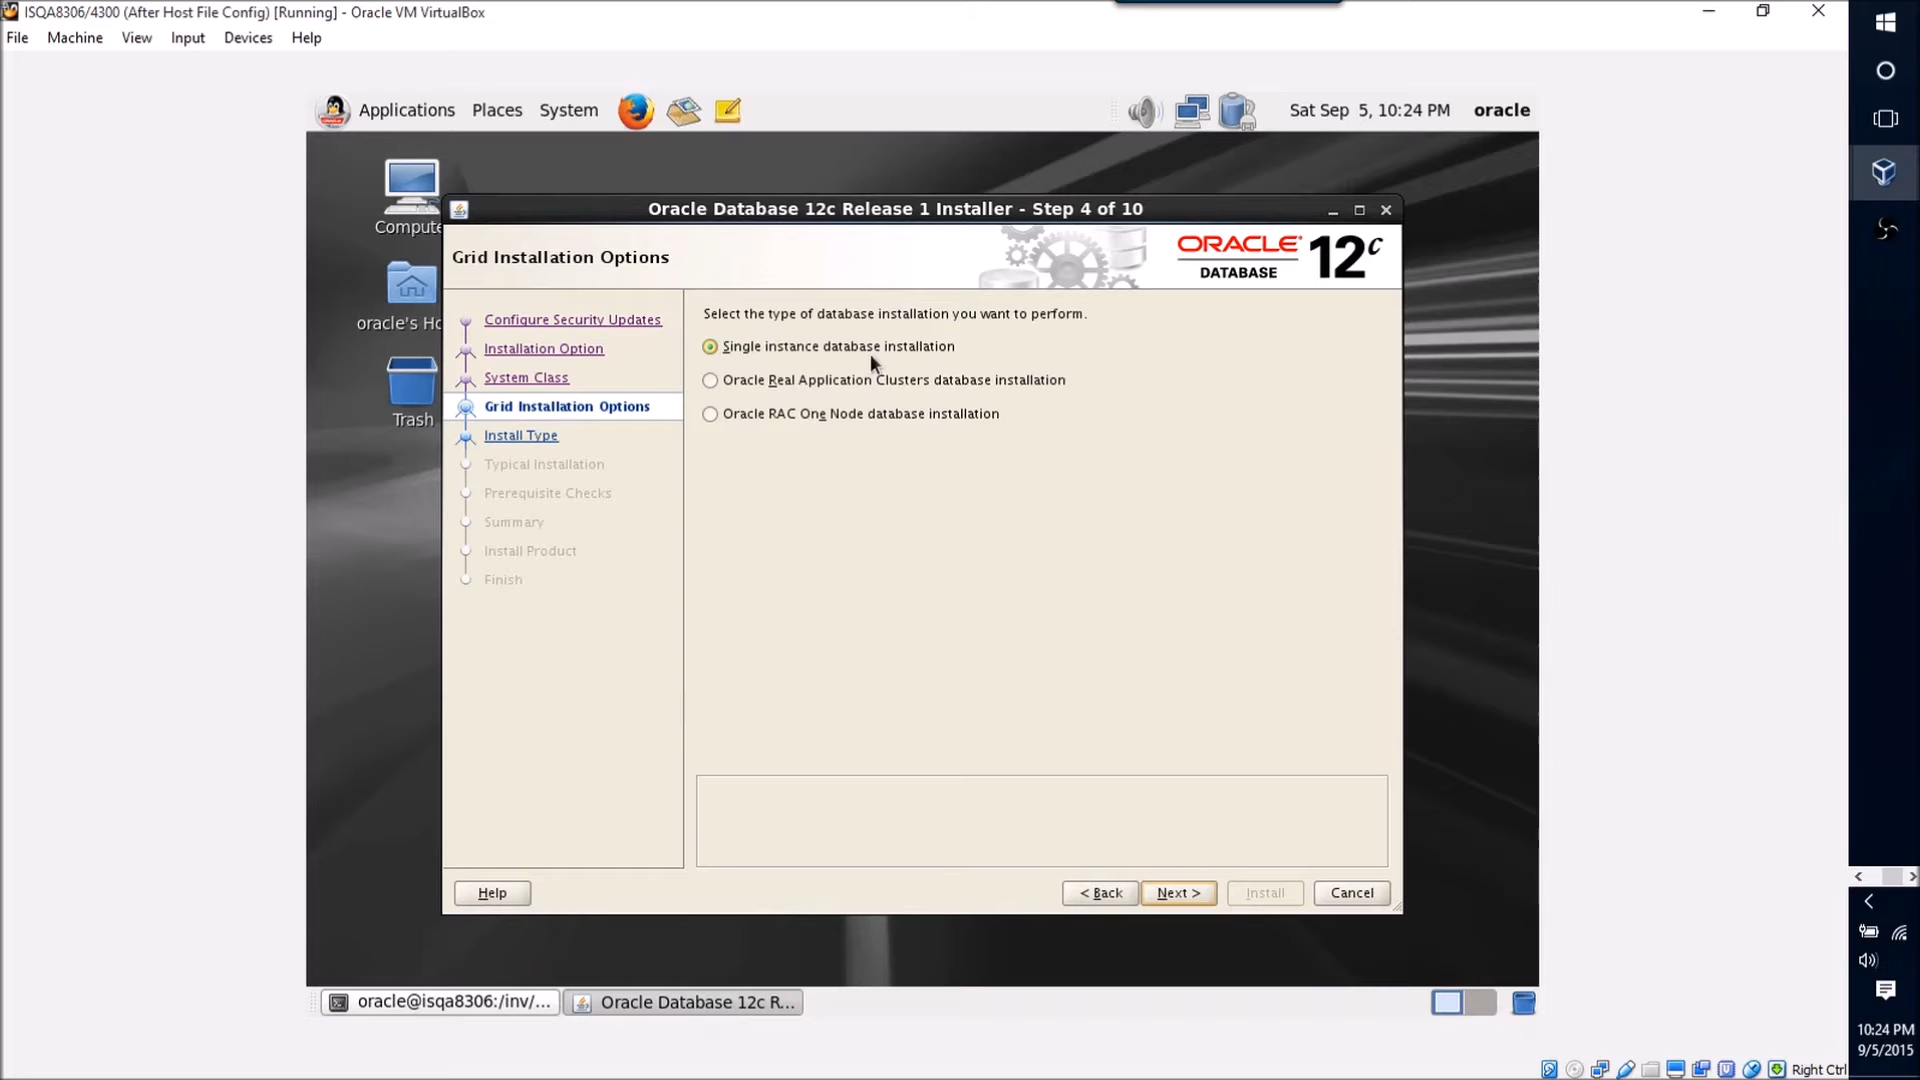 ISQA8306/4300 (After Host File Config) [Running] - Oracle VM VirtualBox
File Machine View Input Devices Help
Applications Places System Sat Sep 5, 10:24 PM oracle
Computer
oracle's Ho
Trash
Oracle Database 12c Release 1 Installer - Step 4 of 10
Grid Installation Options
ORACLE
DATABASE
12c
Configure Security Updates
Installation Option
System Class
Grid Installation Options
Install Type
Typical Installation
Prerequisite Checks
Summary
Install Product
Finish
Select the type of database installation you want to perform.
Single instance database installation
Oracle Real Application Clusters database installation
Oracle RAC One Node database installation
Help
< Back
Next >
Install
Cancel
oracle@isqa8306:/inv/...
Oracle Database 12c R...
10:24 PM
9/5/2015
Right Ctrl